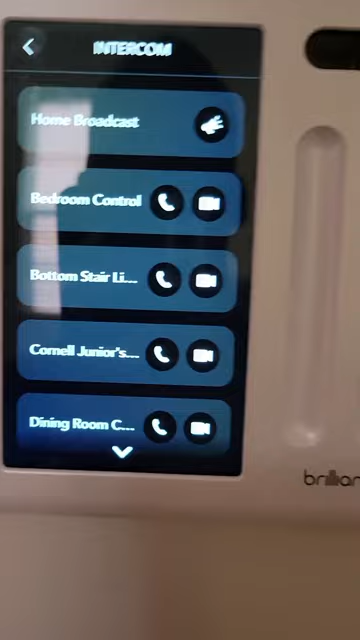 INTERCOM
Home Broadcast
Bedroom Control
Bottom Stair Li...
Cornell Junior's...
Dining Room C...
brillian